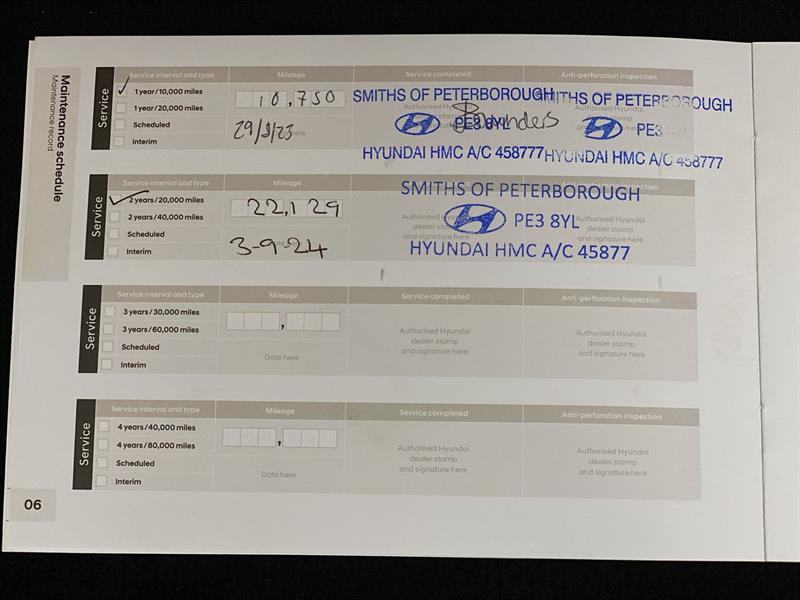 Maintenance schedule
Maintenance record
Service
Service interval and type Mileage Service completed Anti-perforation inspection
1 year/10,000 miles
1 year/20,000 miles
Scheduled
Interim
10,750
SMITHS OF PETERBOROUGH
PE3 8YL
HYUNDAI HMC A/C 458777
SMITHS OF PETERBOROUGH
PE3
HYUNDAI HMC A/C 458777
Service
Service interval and type Mileage
2 years/20,000 miles
2 years/40,000 miles
Scheduled
Interim
22,129
3-9-24
SMITHS OF PETERBOROUGH
PE3 8YL
HYUNDAI HMC A/C 45877
Authorised Hyundai
dealer stamp
and signature here
Authorised Hyundai
dealer stamp
and signature here
Service
Service interval and type Mileage Service completed Anti-perforation inspection
3 years/30,000 miles
3 years/60,000 miles
Scheduled
Interim
,
Date here
Authorised Hyundai
dealer stamp
and signature here
Authorised Hyundai
dealer stamp
and signature here
Service
Service interval and type Mileage Service completed Anti-perforation inspection
4 years/40,000 miles
4 years/80,000 miles
Scheduled
Interim
,
Date here
Authorised Hyundai
dealer stamp
and signature here
Authorised Hyundai
dealer stamp
and signature here
06